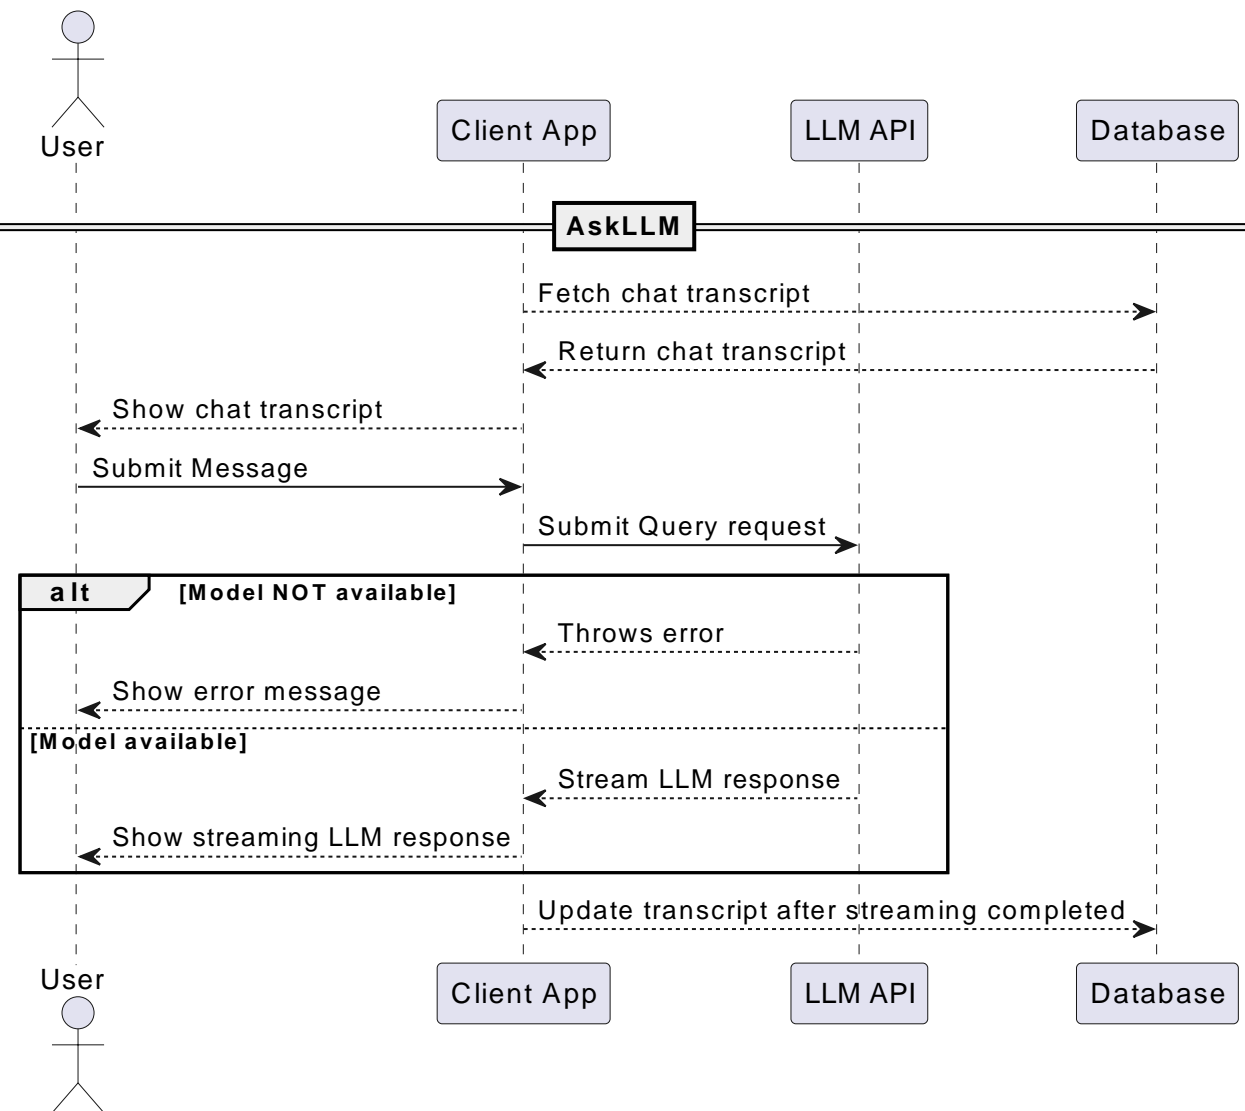 User
Client App
LLM API
Database
AskLLM
Fetch chat transcript
Return chat transcript
Show chat transcript
Submit Message
Submit Query request
alt [Model NOT available]
Throws error
Show error message
[Model available]
Stream LLM response
Show streaming LLM response
Update transcript after streaming completed
User
Client App
LLM API
Database